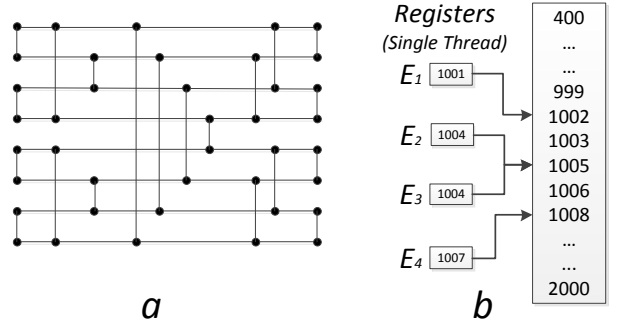 Registers
(Single Thread)
E1 1001
E2 1004
E3 1004
E4 1007
400
...
...
999
1002
1003
1005
1006
1008
...
...
2000
a
b